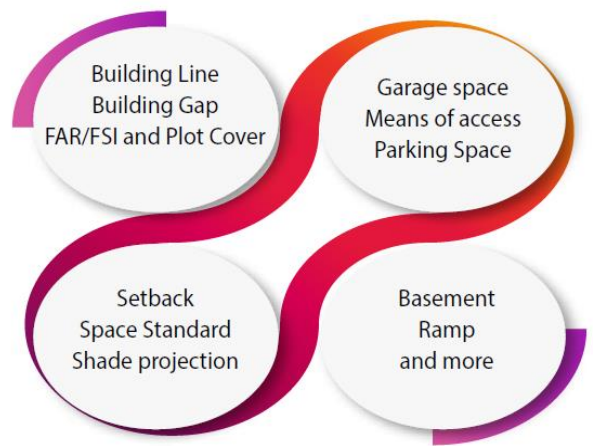 Building Line
Building Gap
FAR/FSI and Plot Cover
Garage space
Means of access
Parking Space
Setback
Space Standard
Shade projection
Basement
Ramp
and more